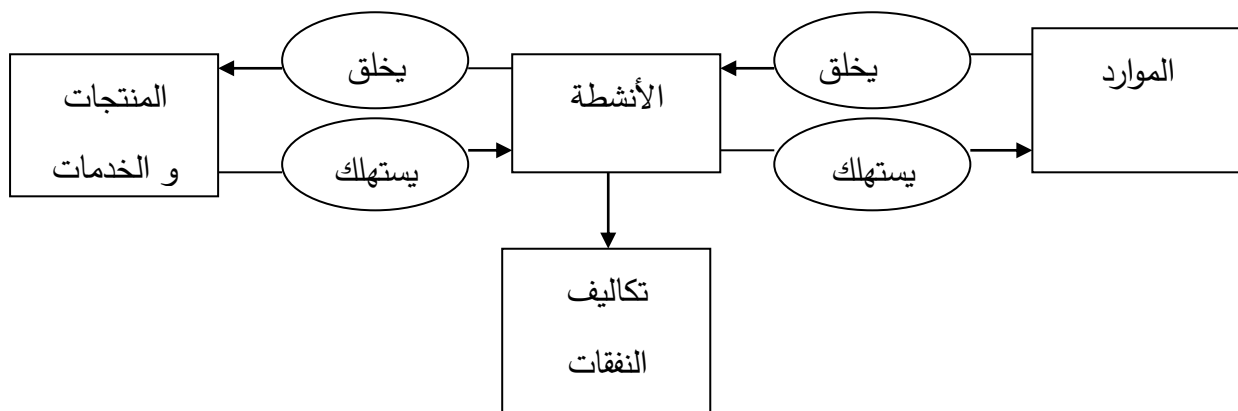 الموارد
يخلق
يستهلك
الأنشطة
يخلق
يستهلك
المنتجات
و الخدمات
تكاليف
النفقات